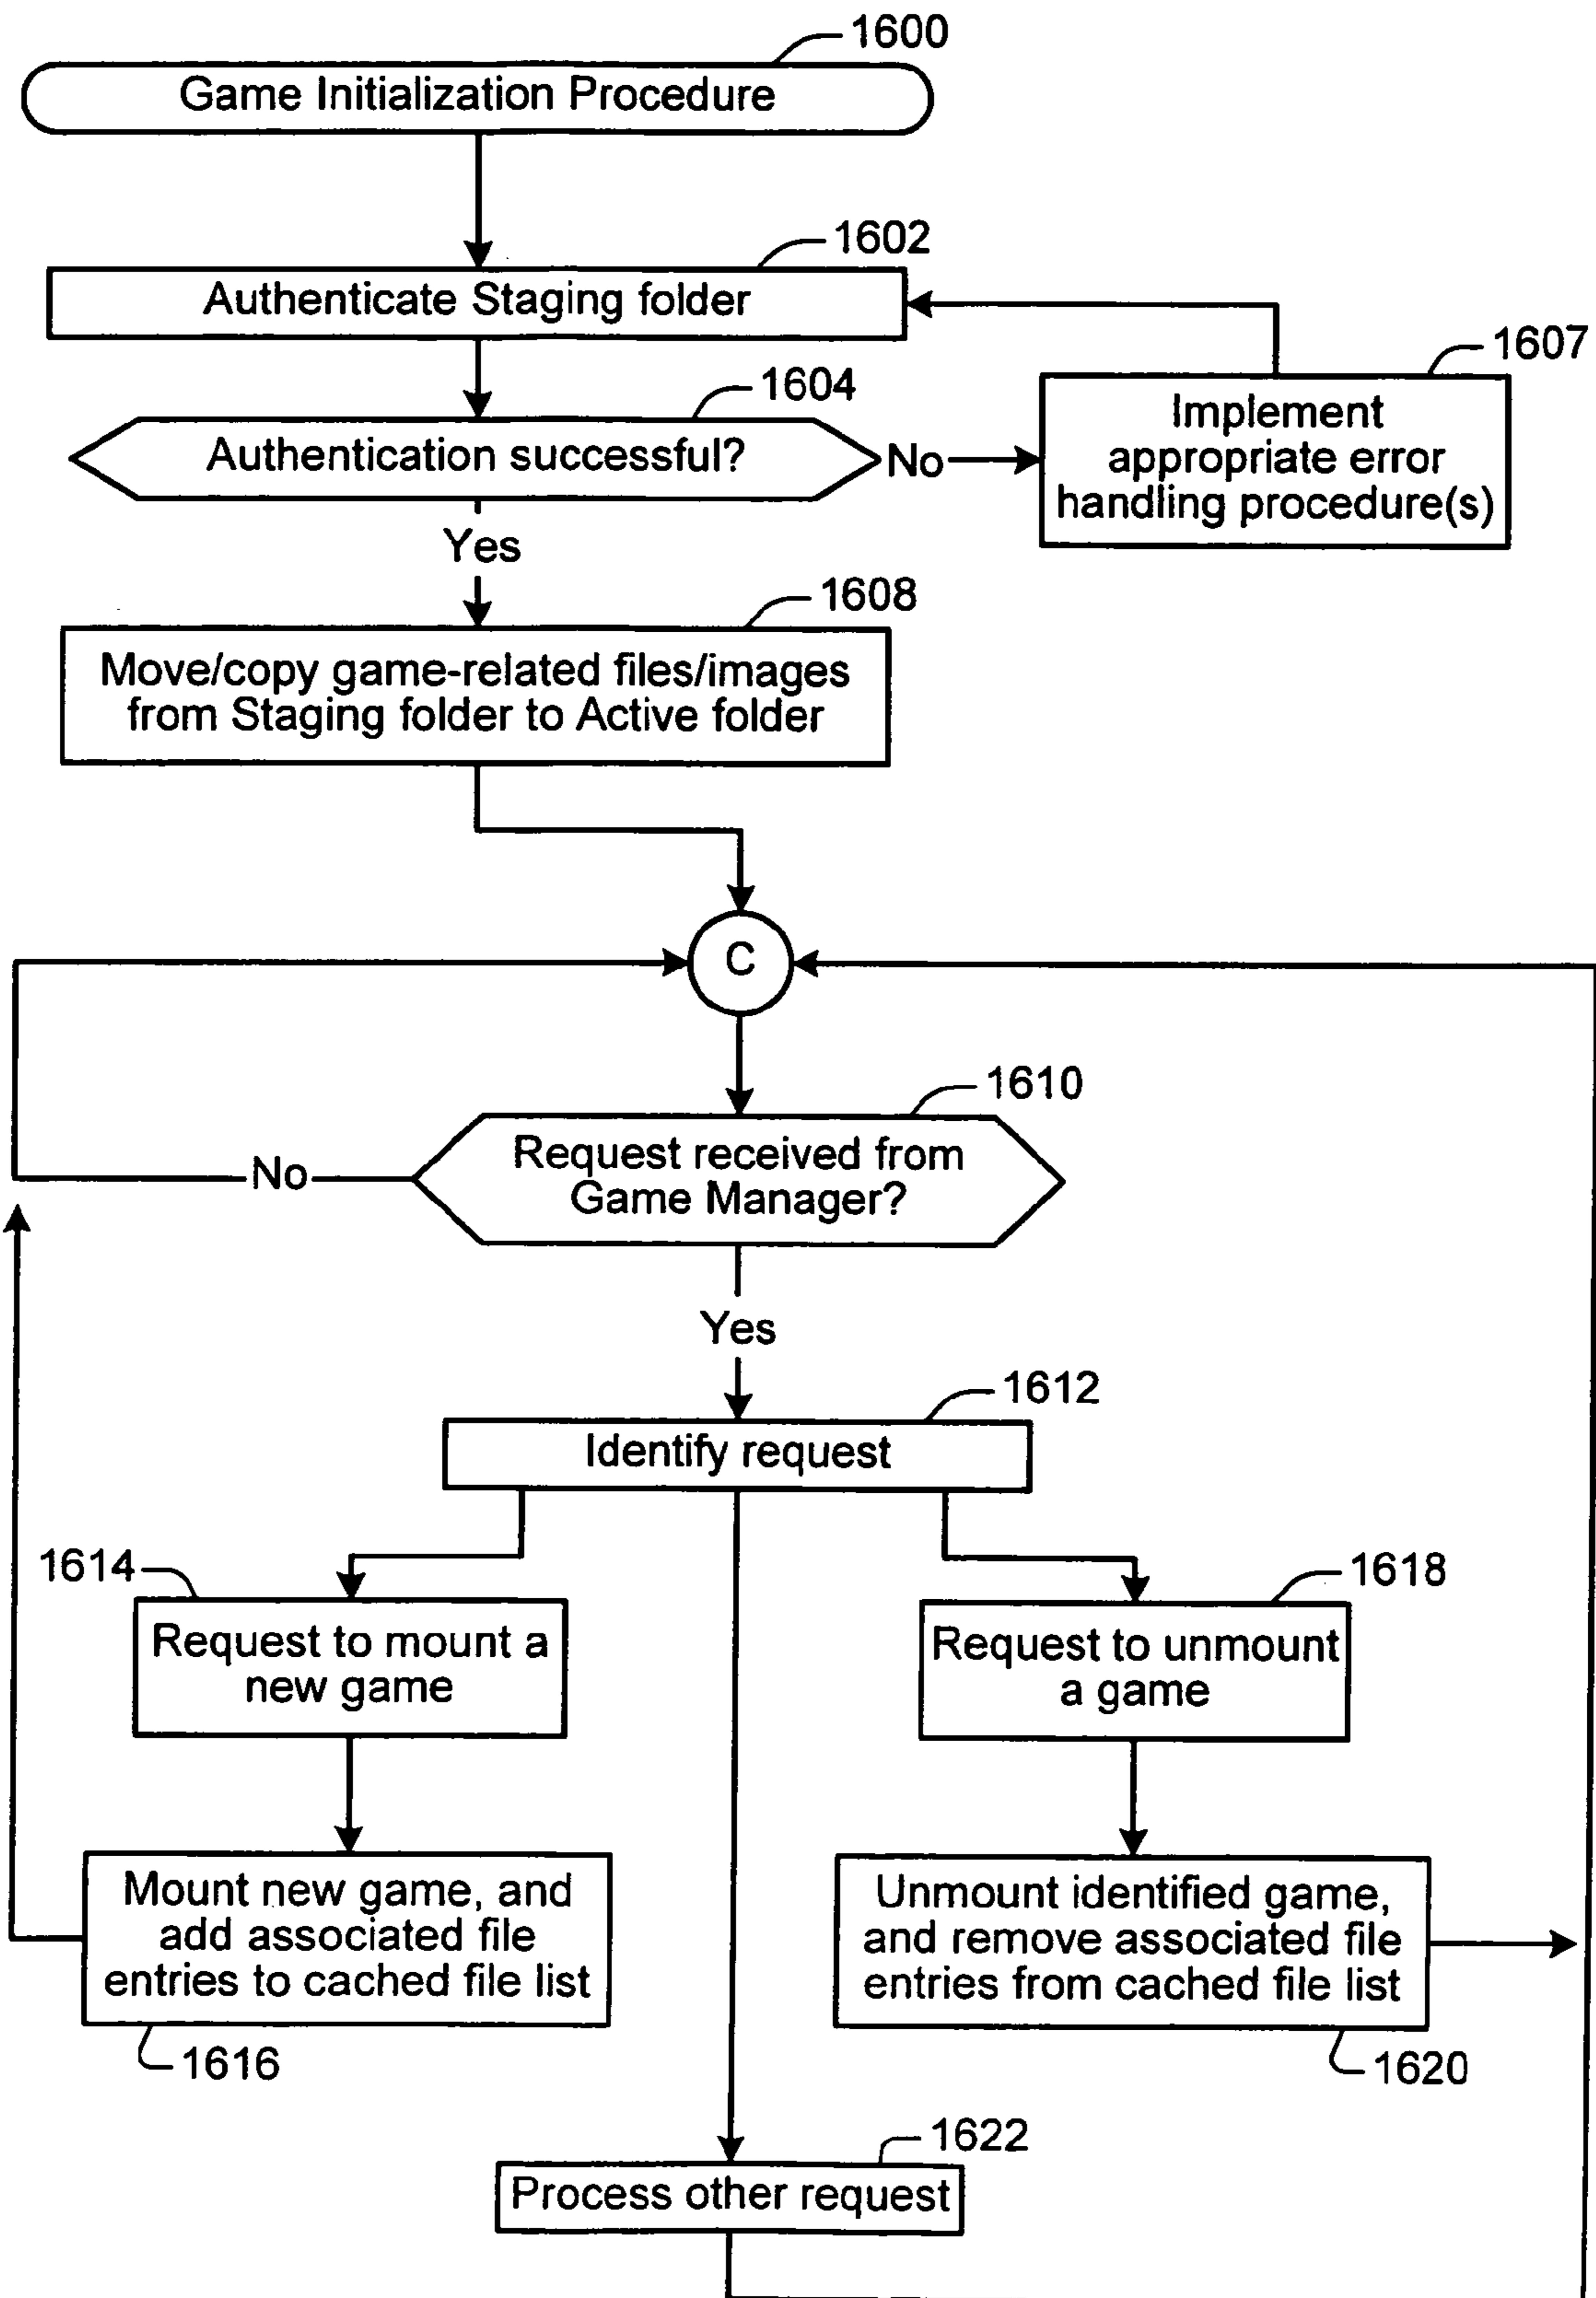 1600
Game Initialization Procedure
1602
Authenticate Staging folder
1607
Implement
appropriate error
handling procedure(s)
1604
Authentication successful?
No
Yes
1608
Move/copy game-related files/images
from Staging folder to Active folder
C
1610
Request received from
Game Manager?
No
Yes
1612
Identify request
1614
Request to mount a
new game
1618
Request to unmount
a game
Mount new game, and
add associated file
entries to cached file list
1616
Unmount identified game,
and remove associated file
entries from cached file list
1620
1622
Process other request